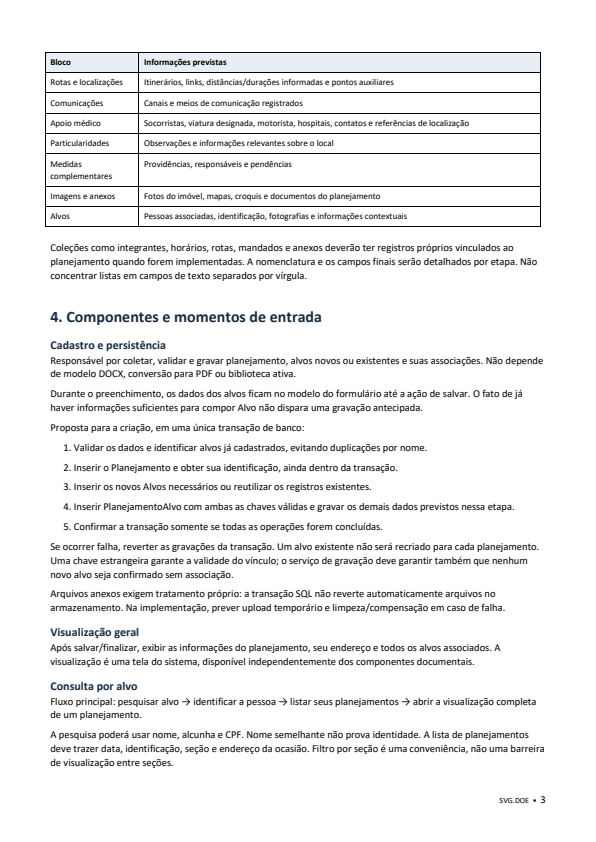 Bloco Informações previstas
Rotas e localizações Itinerários, links, distâncias/durações informadas e pontos auxiliares
Comunicações Canais e meios de comunicação registrados
Apoio médico Socorristas, viatura designada, motorista, hospitais, contatos e referências de localização
Particularidades Observações e informações relevantes sobre o local
Medidas Providências, responsáveis e pendências
complementares
Imagens e anexos Fotos do imóvel, mapas, croquis e documentos do planejamento
Alvos Pessoas associadas, identificação, fotografias e informações contextuais
Coleções como integrantes, horários, rotas, mandados e anexos deverão ter registros próprios vinculados ao
planejamento quando forem implementadas. A nomenclatura e os campos finais serão detalhados por etapa. Não
concentrar listas em campos de texto separados por vírgula.
4. Componentes e momentos de entrada
Cadastro e persistência
Responsável por coletar, validar e gravar planejamento, alvos novos ou existentes e suas associações. Não depende
de modelo DOCX, conversão para PDF ou biblioteca ativa.
Durante o preenchimento, os dados dos alvos ficam no modelo do formulário até a ação de salvar. O fato de já
haver informações suficientes para compor Alvo não dispara uma gravação antecipada.
Proposta para a criação, em uma única transação de banco:
1. Validar os dados e identificar alvos já cadastrados, evitando duplicações por nome.
2. Inserir o Planejamento e obter sua identificação, ainda dentro da transação.
3. Inserir os novos Alvos necessários ou reutilizar os registros existentes.
4. Inserir PlanejamentoAlvo com ambas as chaves válidas e gravar os demais dados previstos nessa etapa.
5. Confirmar a transação somente se todas as operações forem concluídas.
Se ocorrer falha, reverter as gravações da transação. Um alvo existente não será recriado para cada planejamento.
Uma chave estrangeira garante a validade do vínculo; o serviço de gravação deve garantir também que nenhum
novo alvo seja confirmado sem associação.
Arquivos anexos exigem tratamento próprio: a transação SQL não reverte automaticamente arquivos no
armazenamento. Na implementação, prever upload temporário e limpeza/compensação em caso de falha.
Visualização geral
Após salvar/finalizar, exibir as informações do planejamento, seu endereço e todos os alvos associados. A
visualização é uma tela do sistema, disponível independentemente dos componentes documentais.
Consulta por alvo
Fluxo principal: pesquisar alvo → identificar a pessoa → listar seus planejamentos → abrir a visualização completa
de um planejamento.
A pesquisa poderá usar nome, alcunha e CPF. Nome semelhante não prova identidade. A lista de planejamentos
deve trazer data, identificação, seção e endereço da ocasião. Filtro por seção é uma conveniência, não uma barreira
de visualização entre seções.
SVG.DOE • 3